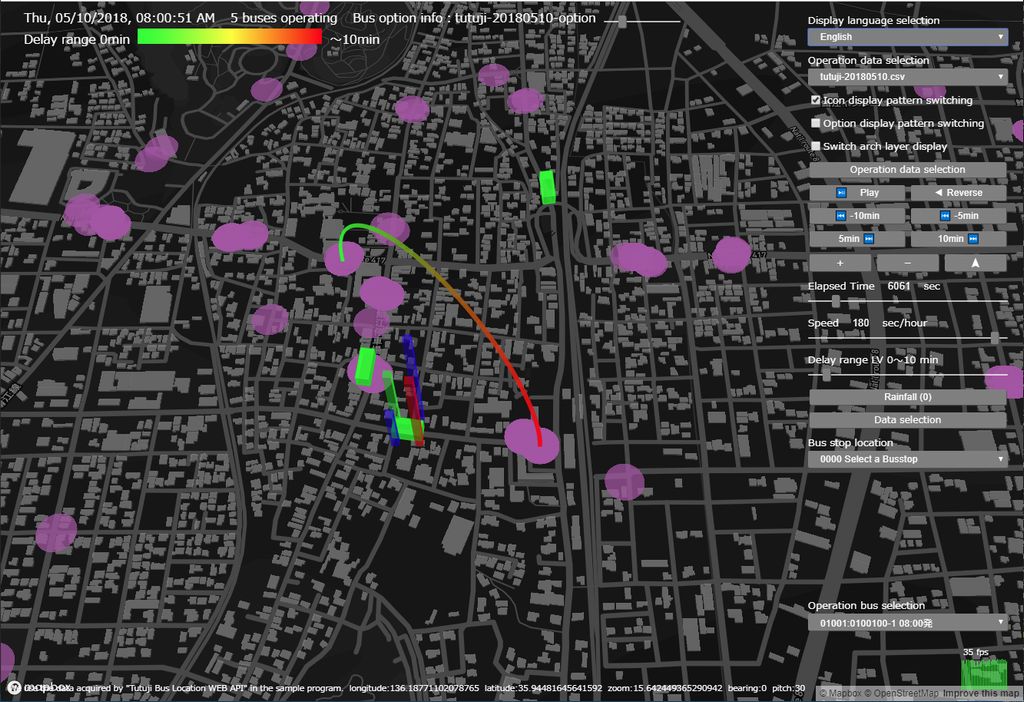 Thu, 05/10/2018, 08:00:51 AM 5 buses operating Bus option info : tutuji-20180510-option
Delay range 0min ～10min
Display language selection
English
Operation data selection
tutuji-20180510.csv
Icon display pattern switching
Option display pattern switching
Switch arch layer display
Operation data selection
Play ◀ Reverse
⏮ -10min ⏮ -5min
5min ⏭ 10min ⏭
+ − ▲
Elapsed Time 6061 sec
Speed 180 sec/hour
Delay range LV 0～10 min
Rainfall (0)
Data selection
Bus stop location
0000 Select a Busstop
Operation bus selection
01001:0100100-1 08:00発
35 fps
data acquired by "Tutuji Bus Location WEB API" in the sample program. longitude:136.18771102078765 latitude:35.94481645641592 zoom:15.642449365290942 bearing:0 pitch:30
© Mapbox © OpenStreetMap Improve this map